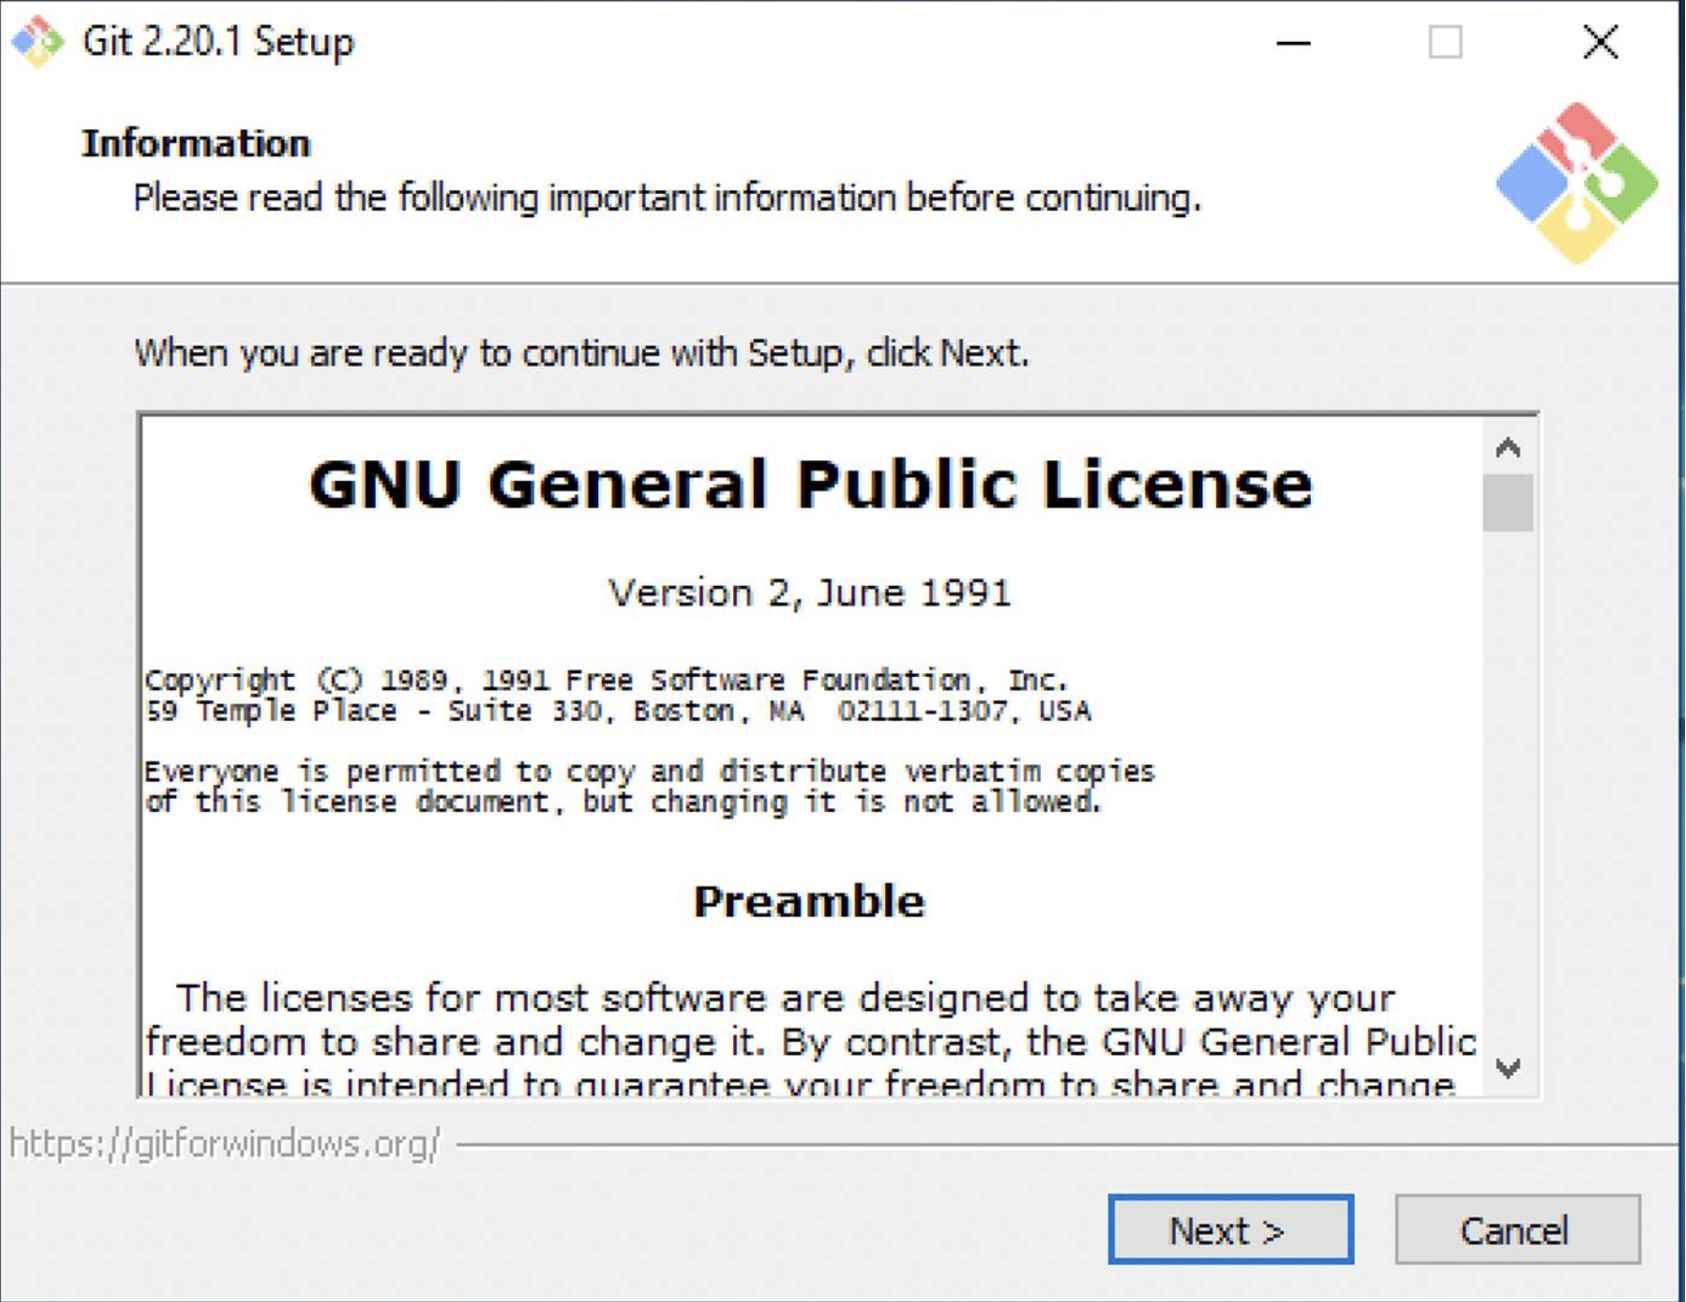 Git 2.20.1 Setup
Information
Please read the following important information before continuing.
When you are ready to continue with Setup, click Next.
GNU General Public License
Version 2, June 1991
Copyright (C) 1989, 1991 Free Software Foundation, Inc.
59 Temple Place - Suite 330, Boston, MA  02111-1307, USA
Everyone is permitted to copy and distribute verbatim copies
of this license document, but changing it is not allowed.
Preamble
The licenses for most software are designed to take away your
freedom to share and change it. By contrast, the GNU General Public
License is intended to guarantee your freedom to share and change
https://gitforwindows.org/
Next >
Cancel